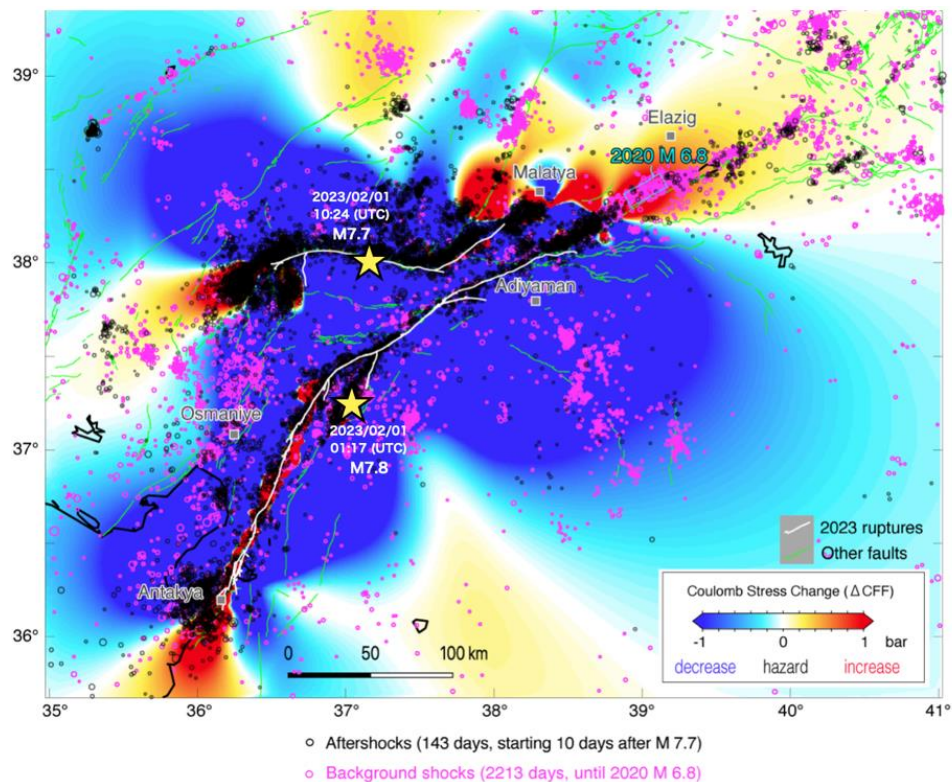 39°
Elazig
2020 M 6.8
Malatya
2023/02/01
10:24 (UTC)
M7.7
38°
Adiyaman
Osmaniye
37°
2023/02/01
01:17 (UTC)
M7.8
2023 ruptures
Other faults
Antakya
Coulomb Stress Change (ΔCFF)
36°
0 50 100 km
-1 0 1 bar
decrease hazard increase
35° 36° 37° 38° 39° 40° 41°
Aftershocks (143 days, starting 10 days after M 7.7)
Background shocks (2213 days, until 2020 M 6.8)